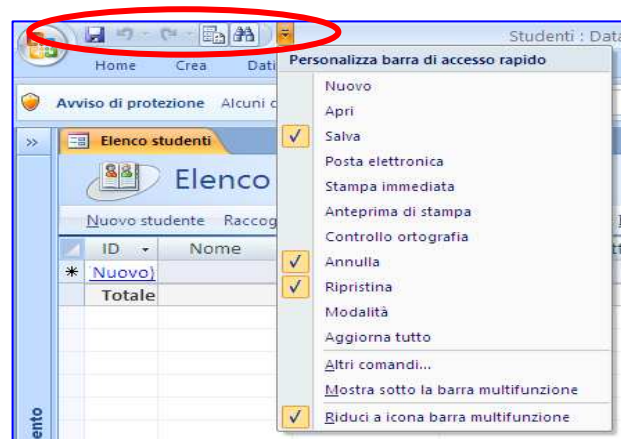 Studenti : Data
Home Crea Dati
Personalizza barra di accesso rapido
Nuovo
Apri
Salva
Posta elettronica
Stampa immediata
Anteprima di stampa
Controllo ortografia
Annulla
Ripristina
Modalità
Aggiorna tutto
Altri comandi...
Mostra sotto la barra multifunzione
Riduci a icona barra multifunzione
Avviso di protezione Alcuni c
Elenco studenti
Elenco
Nuovo studente Raccog
ID Nome
* Nuovo)
Totale
ento